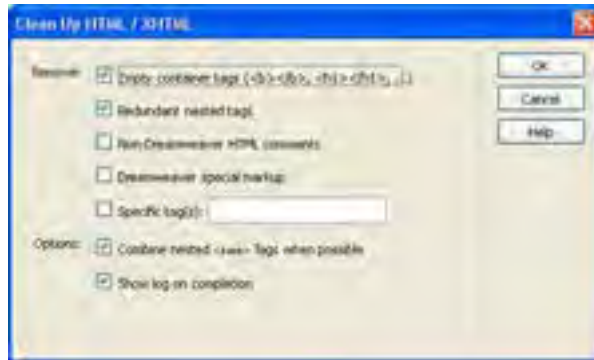 Clean Up HTML / XHTML
Remove: Empty container tags (<b></b>, <h1></h1>, ...)
Redundant nested tags
Non-Dreamweaver HTML comments
Dreamweaver special markup
Specific tag(s):
Options: Combine nested <font> tags when possible
Show log on completion
OK
Cancel
Help